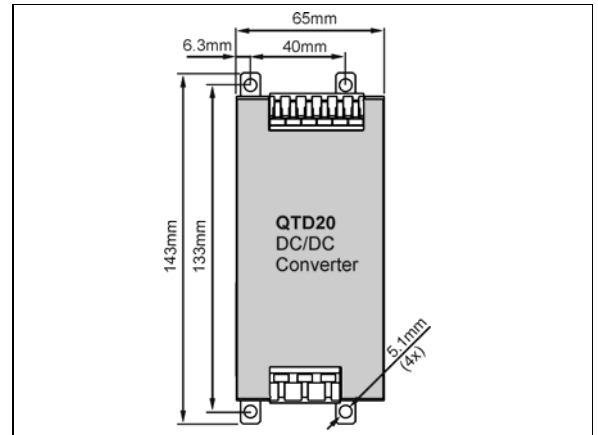 65mm
6.3mm
40mm
143mm
133mm
QTD20
DC/DC
Converter
5.1mm
(4x)